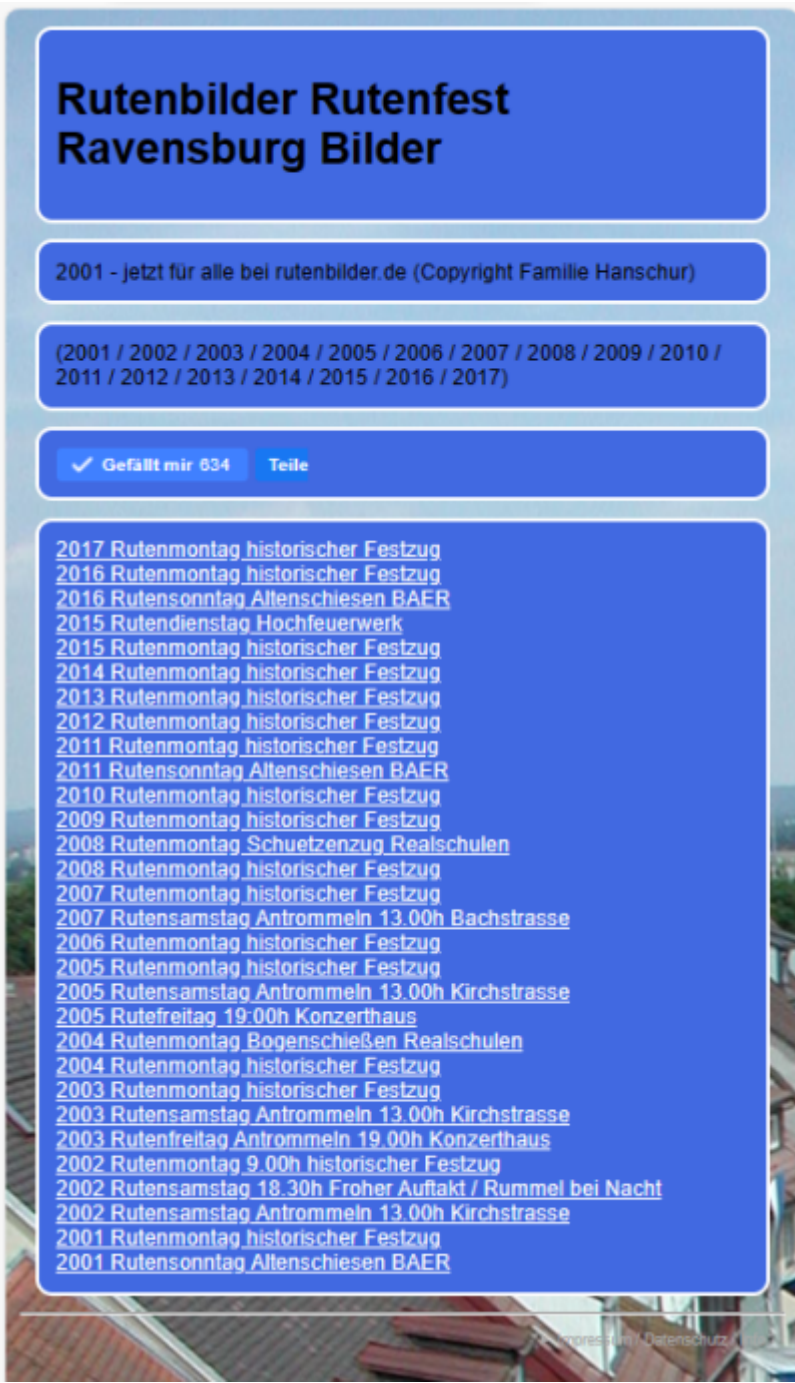 Rutenbilder Rutenfest
Ravensburg Bilder
2001 - jetzt für alle bei rutenbilder.de (Copyright Familie Hanschur)
(2001 / 2002 / 2003 / 2004 / 2005 / 2006 / 2007 / 2008 / 2009 / 2010 /
2011 / 2012 / 2013 / 2014 / 2015 / 2016 / 2017)
Gefällt mir 634 Teile
2017 Rutenmontag historischer Festzug
2016 Rutenmontag historischer Festzug
2016 Rutensonntag Altenschiesen BAER
2015 Rutendienstag Hochfeuerwerk
2015 Rutenmontag historischer Festzug
2014 Rutenmontag historischer Festzug
2013 Rutenmontag historischer Festzug
2012 Rutenmontag historischer Festzug
2011 Rutenmontag historischer Festzug
2011 Rutensonntag Altenschiesen BAER
2010 Rutenmontag historischer Festzug
2009 Rutenmontag historischer Festzug
2008 Rutenmontag Schuetzenzug Realschulen
2008 Rutenmontag historischer Festzug
2007 Rutenmontag historischer Festzug
2007 Rutensamstag Antrommeln 13.00h Bachstrasse
2006 Rutenmontag historischer Festzug
2005 Rutenmontag historischer Festzug
2005 Rutensamstag Antrommeln 13.00h Kirchstrasse
2005 Rutefreitag 19:00h Konzerthaus
2004 Rutenmontag Bogenschießen Realschulen
2004 Rutenmontag historischer Festzug
2003 Rutenmontag historischer Festzug
2003 Rutensamstag Antrommeln 13.00h Kirchstrasse
2003 Rutenfreitag Antrommeln 19.00h Konzerthaus
2002 Rutenmontag 9.00h historischer Festzug
2002 Rutensamstag 18.30h Froher Auftakt / Rummel bei Nacht
2002 Rutensamstag Antrommeln 13.00h Kirchstrasse
2001 Rutenmontag historischer Festzug
2001 Rutensonntag Altenschiesen BAER
Impressum / Datenschutz